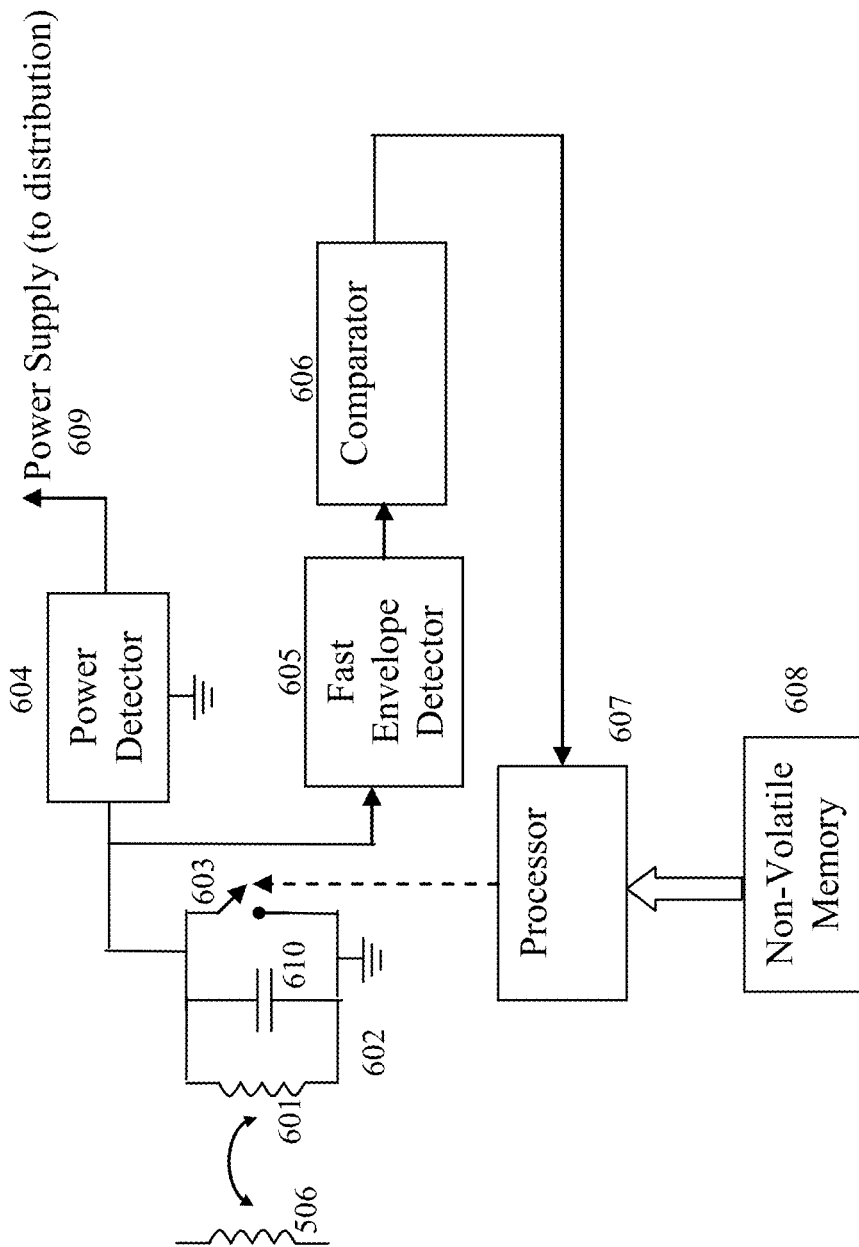 Power Supply (to distribution)
609
604
Power
Detector
606
Comparator
605
Fast
Envelope
Detector
603
610
602
601
506
607
Processor
608
Non-Volatile
Memory